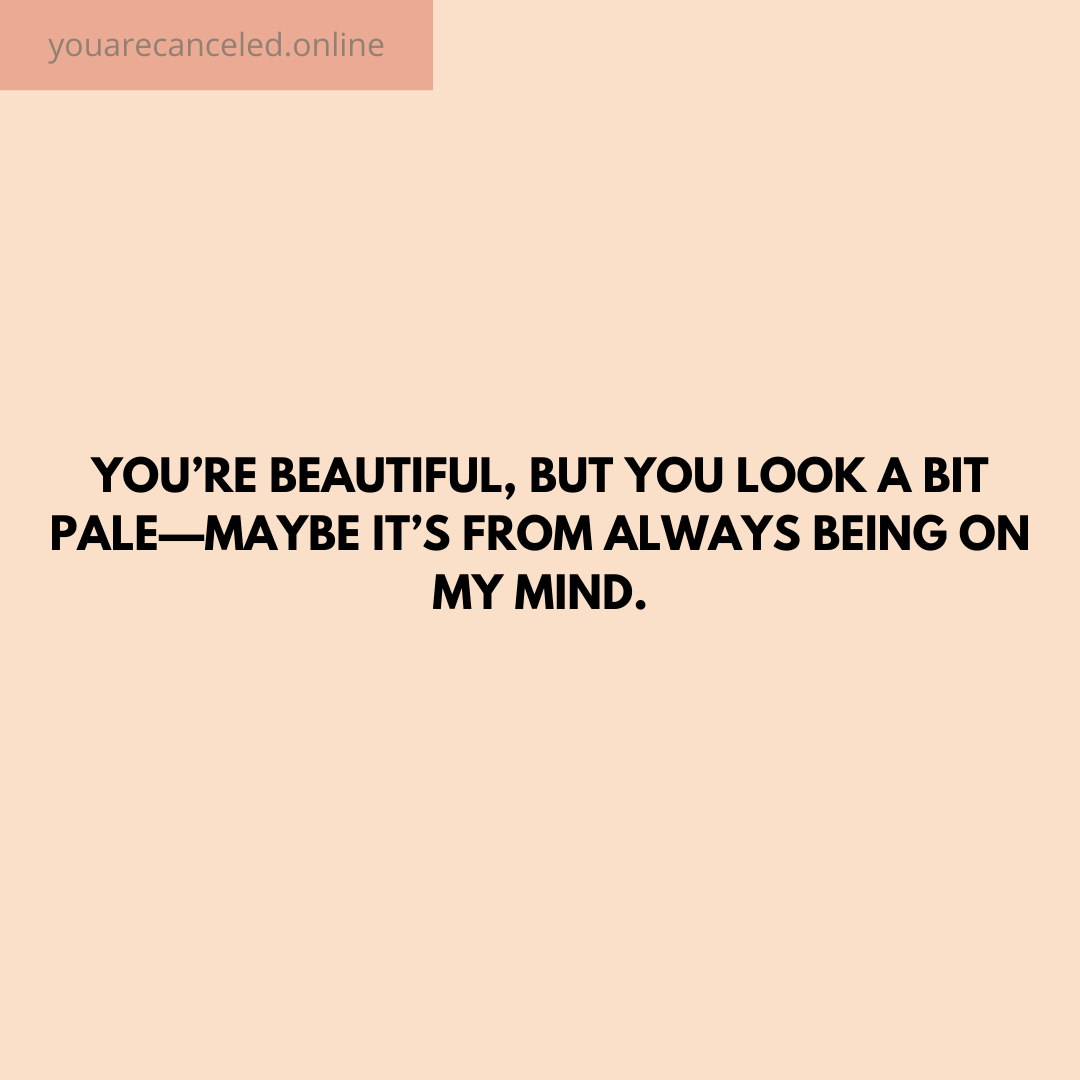 youarecanceled.online
YOU’RE BEAUTIFUL, BUT YOU LOOK A BIT
PALE—MAYBE IT’S FROM ALWAYS BEING ON
MY MIND.